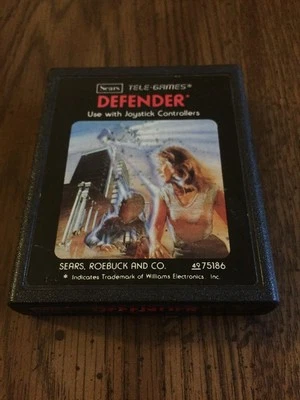 Sears TELE-GAMES®
DEFENDER*
Use with Joystick Controllers
SEARS, ROEBUCK AND CO. 49 75186
* Indicates Trademark of Williams Electronics, Inc.
DEFENDER